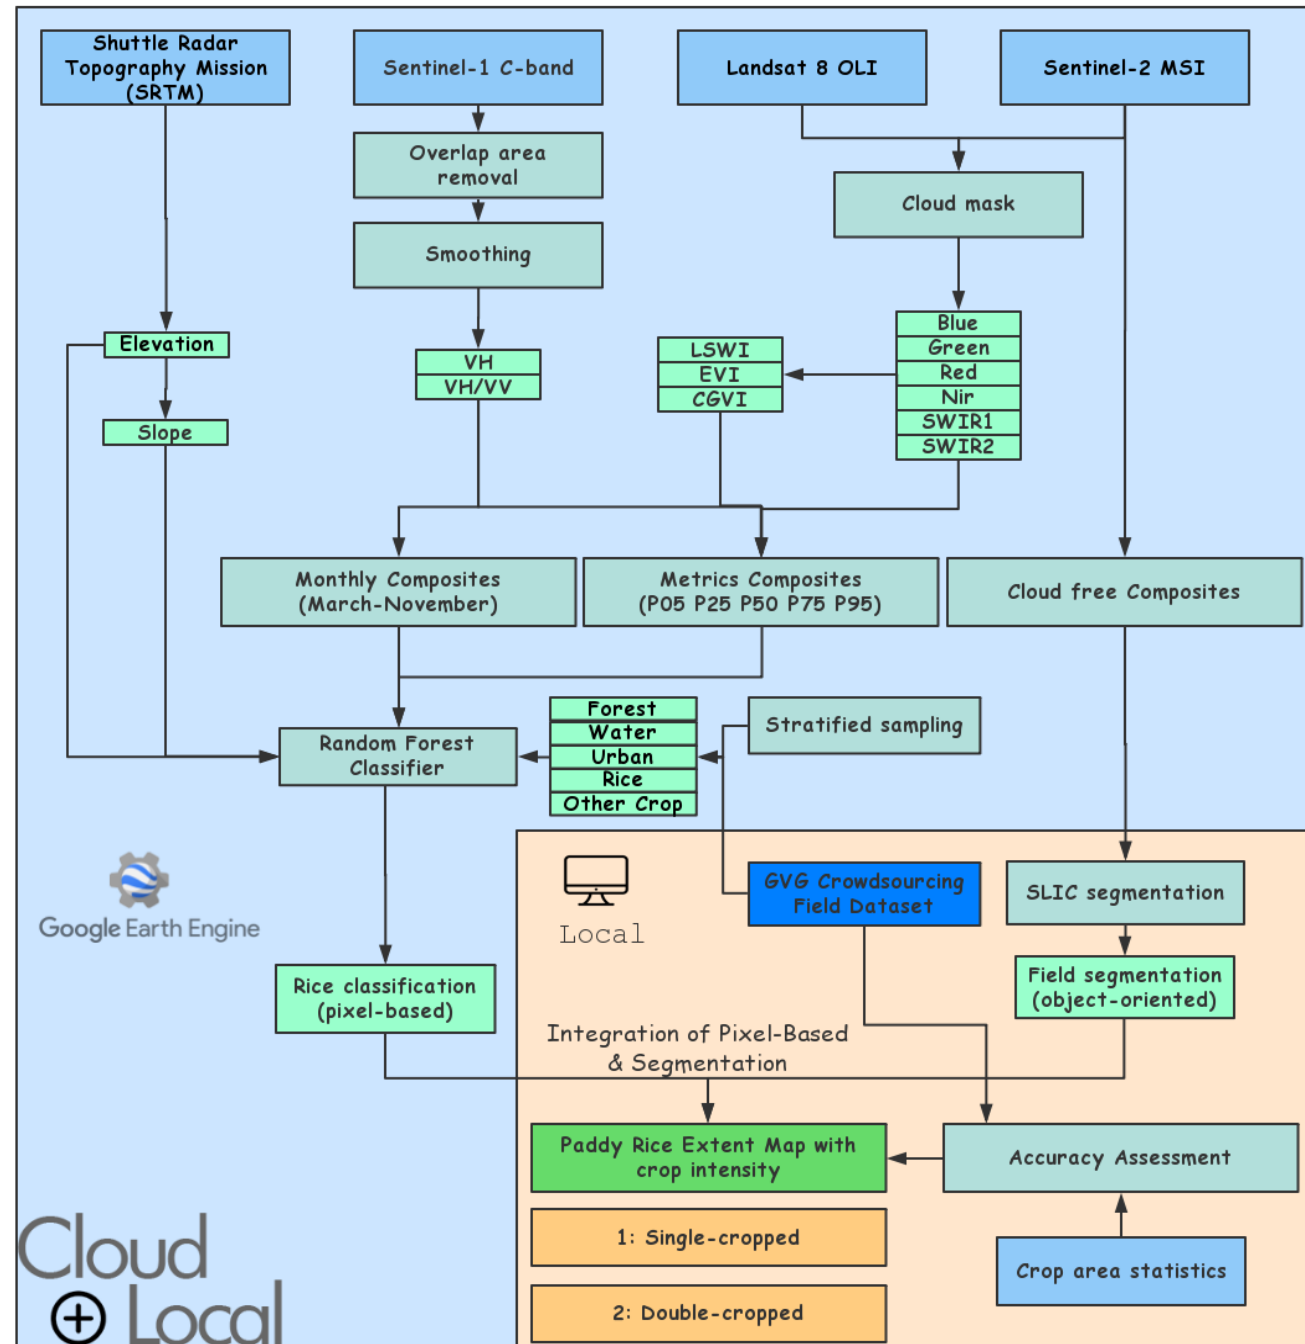 Shuttle Radar
Topography Mission
(SRTM)
Sentinel-1 C-band
Landsat 8 OLI
Sentinel-2 MSI
Overlap area
removal
Cloud mask
Smoothing
Elevation
Slope
VH
VH/VV
LSWI
EVI
CGVI
Blue
Green
Red
Nir
SWIR1
SWIR2
Monthly Composites
(March-November)
Metrics Composites
(P05 P25 P50 P75 P95)
Cloud free Composites
Random Forest
Classifier
Forest
Water
Urban
Rice
Other Crop
Stratified sampling
Google Earth Engine
Local
GVG Crowdsourcing
Field Dataset
SLIC segmentation
Rice classification
(pixel-based)
Field segmentation
(object-oriented)
Integration of Pixel-Based
& Segmentation
Paddy Rice Extent Map with
crop intensity
Accuracy Assessment
1: Single-cropped
Crop area statistics
2: Double-cropped
Cloud
Local